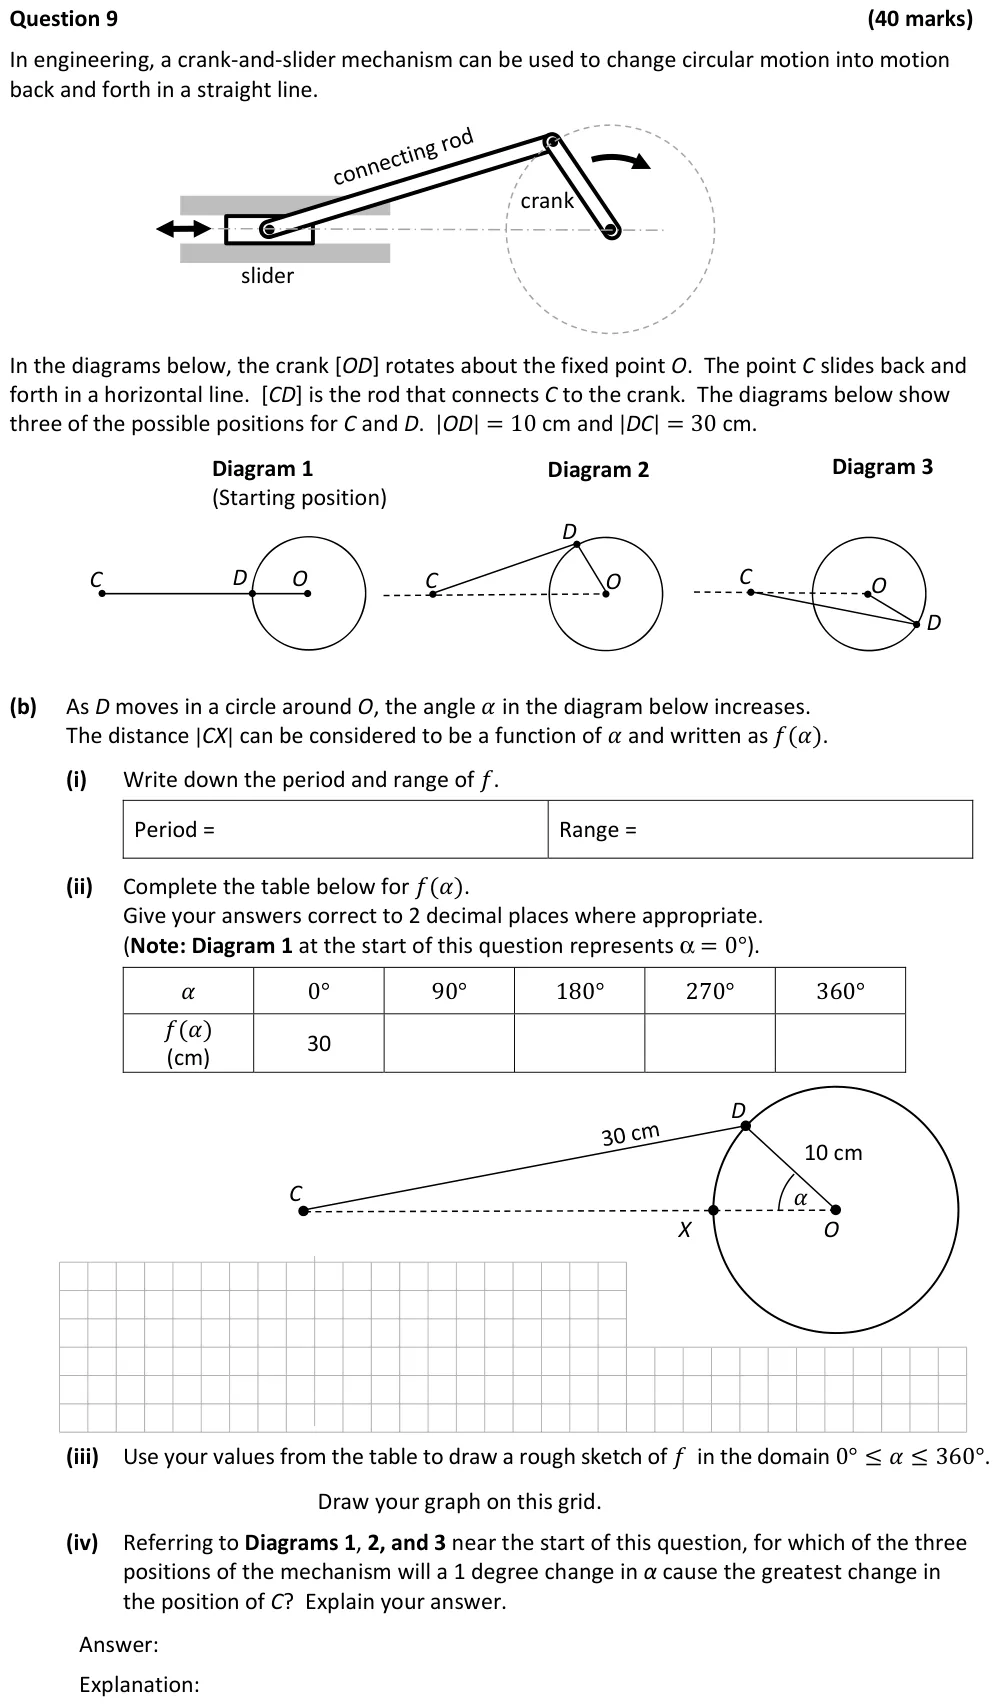 Question 9 (40 marks)
In engineering, a crank-and-slider mechanism can be used to change circular motion into motion
back and forth in a straight line.
connecting rod
crank
slider
In the diagrams below, the crank [OD] rotates about the fixed point O. The point C slides back and
forth in a horizontal line. [CD] is the rod that connects C to the crank. The diagrams below show
three of the possible positions for C and D. |OD| = 10 cm and |DC| = 30 cm.
Diagram 1 Diagram 2 Diagram 3
(Starting position)
C D O
D C O
C O D
(b) As D moves in a circle around O, the angle α in the diagram below increases.
The distance |CX| can be considered to be a function of α and written as f(α).
(i) Write down the period and range of f.
Period = Range =
(ii) Complete the table below for f(α).
Give your answers correct to 2 decimal places where appropriate.
(Note: Diagram 1 at the start of this question represents α = 0°).
α 0° 90° 180° 270° 360°
f(α)
(cm) 30
D
30 cm
10 cm
C
α
X O
(iii) Use your values from the table to draw a rough sketch of f in the domain 0° ≤ α ≤ 360°.
Draw your graph on this grid.
(iv) Referring to Diagrams 1, 2, and 3 near the start of this question, for which of the three
positions of the mechanism will a 1 degree change in α cause the greatest change in
the position of C? Explain your answer.
Answer:
Explanation: